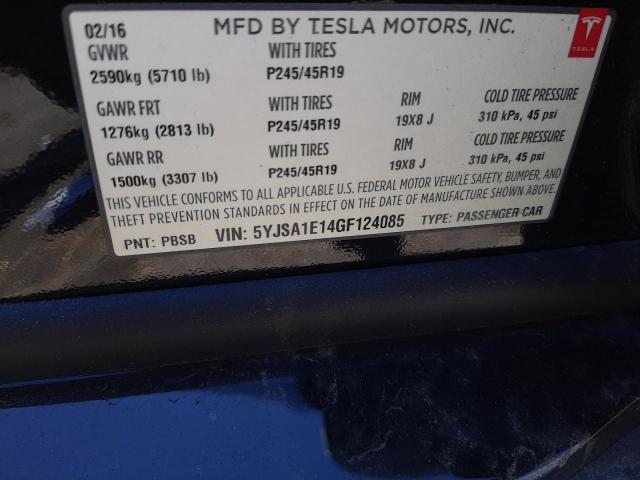 02/16 MFD BY TESLA MOTORS, INC.
GVWR WITH TIRES
2590kg (5710 lb) P245/45R19
GAWR FRT WITH TIRES RIM COLD TIRE PRESSURE
1276kg (2813 lb) P245/45R19 19X8 J 310 kPa, 45 psi
GAWR RR WITH TIRES RIM COLD TIRE PRESSURE
1500kg (3307 lb) P245/45R19 19X8 J 310 kPa, 45 psi
THIS VEHICLE CONFORMS TO ALL APPLICABLE U.S. FEDERAL MOTOR VEHICLE SAFETY, BUMPER, AND
THEFT PREVENTION STANDARDS IN EFFECT ON THE DATE OF MANUFACTURE SHOWN ABOVE.
PNT: PBSB VIN: 5YJSA1E14GF124085 TYPE: PASSENGER CAR
TESLA